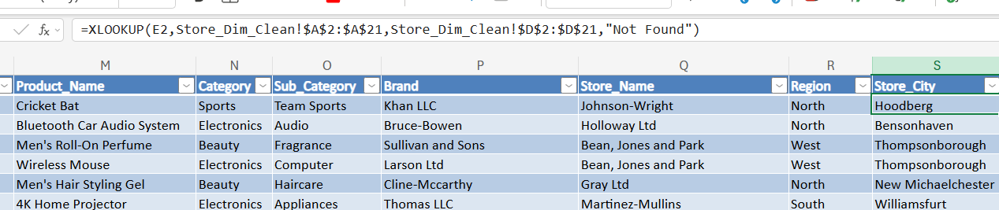 fx =XLOOKUP(E2,Store_Dim_Clean!$A$2:$A$21,Store_Dim_Clean!$D$2:$D$21,"Not Found")
M N O P Q R S
Product_Name Category Sub_Category Brand Store_Name Region Store_City
Cricket Bat Sports Team Sports Khan LLC Johnson-Wright North Hoodberg
Bluetooth Car Audio System Electronics Audio Bruce-Bowen Holloway Ltd North Bensonhaven
Men's Roll-On Perfume Beauty Fragrance Sullivan and Sons Bean, Jones and Park West Thompsonborough
Wireless Mouse Electronics Computer Larson Ltd Bean, Jones and Park West Thompsonborough
Men's Hair Styling Gel Beauty Haircare Cline-Mccarthy Gray Ltd North New Michaelchester
4K Home Projector Electronics Appliances Thomas LLC Martinez-Mullins South Williamsfurt